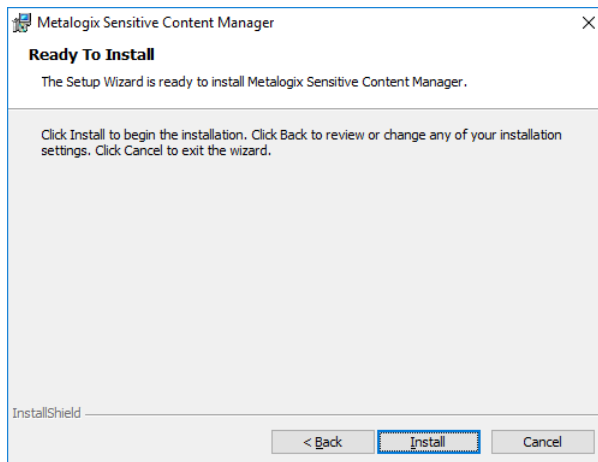 Metalogix Sensitive Content Manager
Ready To Install
The Setup Wizard is ready to install Metalogix Sensitive Content Manager.
Click Install to begin the installation. Click Back to review or change any of your installation
settings. Click Cancel to exit the wizard.
InstallShield
< Back
Install
Cancel